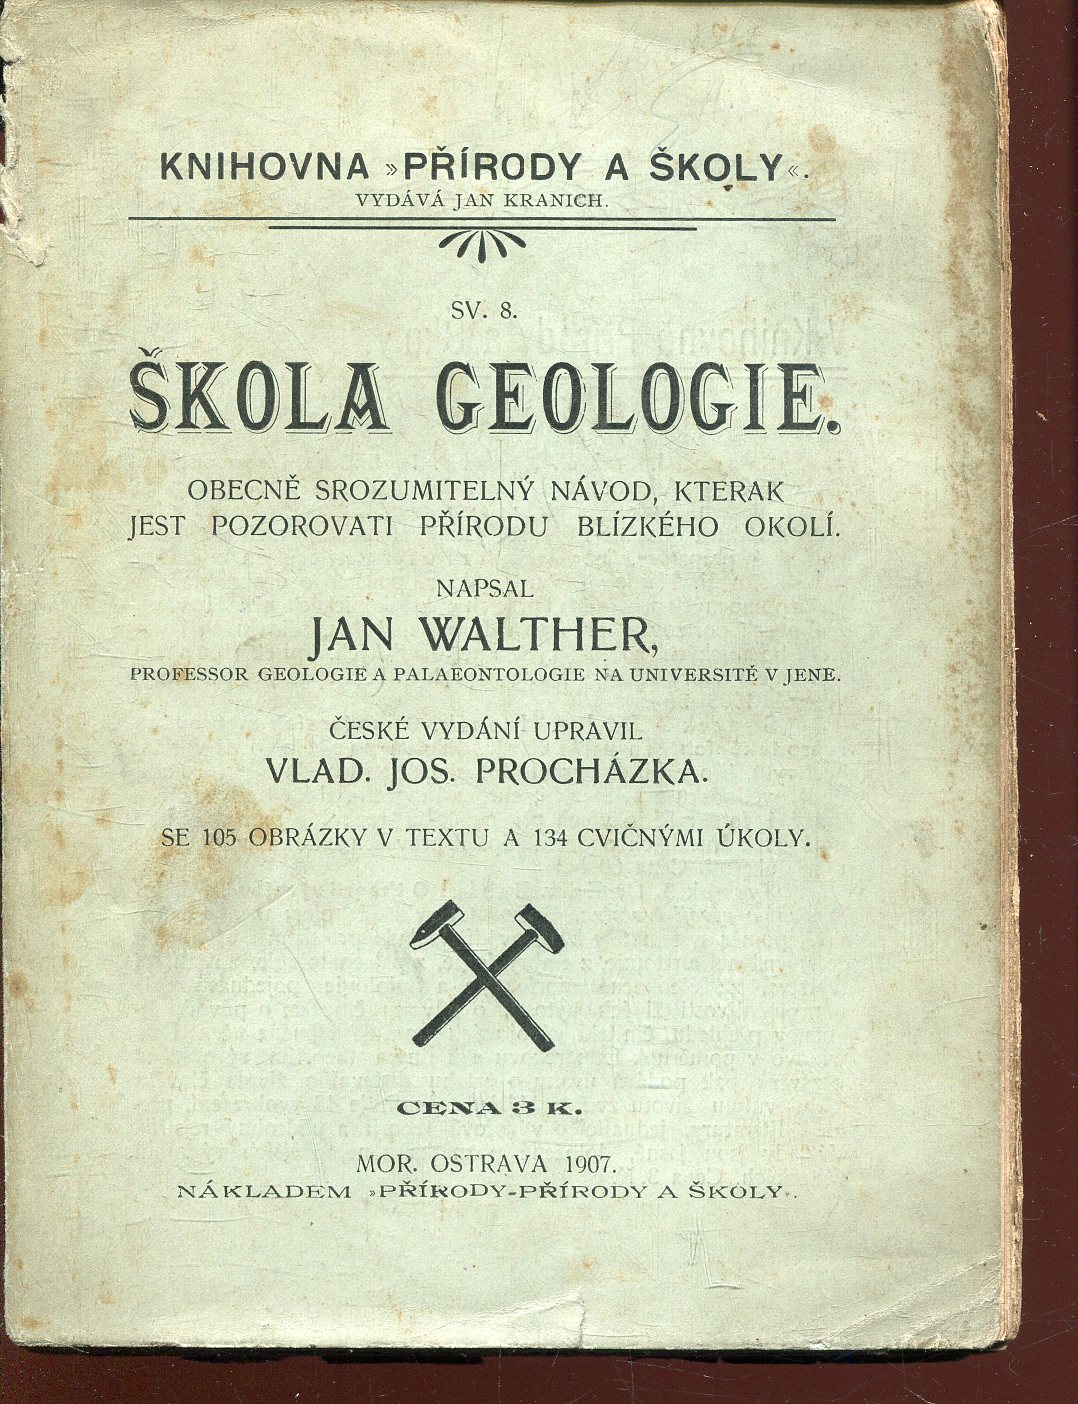 KNIHOVNA »PŘÍRODY A ŠKOLY«.
VYDÁVÁ JAN KRANICH.
SV. 8.
ŠKOLA GEOLOGIE.
OBECNĚ SROZUMITELNÝ NÁVOD, KTERAK
JEST POZOROVATI PŘÍRODU BLÍZKÉHO OKOLÍ.
NAPSAL
JAN WALTHER,
PROFESSOR GEOLOGIE A PALAEONTOLOGIE NA UNIVERSITÉ V JENE.
ČESKÉ VYDÁNÍ UPRAVIL
VLAD. JOS. PROCHÁZKA.
SE 105 OBRÁZKY V TEXTU A 134 CVIČNÝMI ÚKOLY.
CENA 3 K.
MOR. OSTRAVA 1907.
NÁKLADEM »PŘÍRODY-PŘÍRODY A ŠKOLY«.